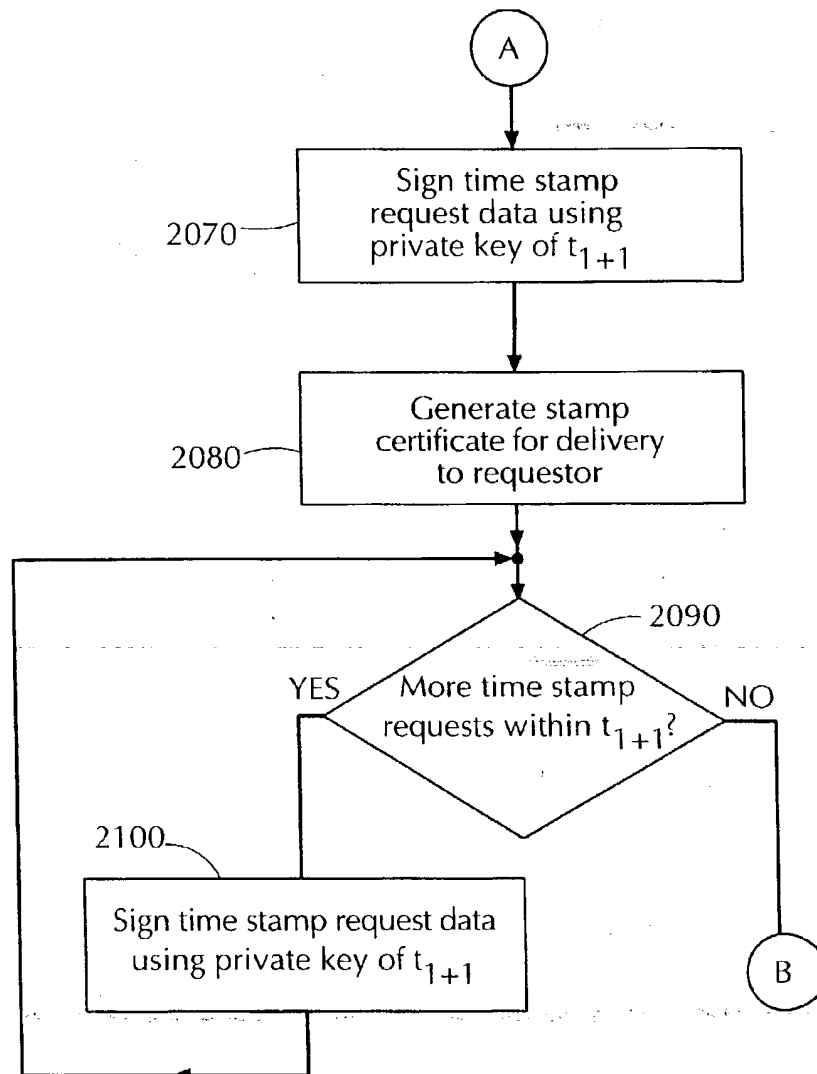 A
Sign time stamp
request data using
private key of t₁₊₁
2070
Generate stamp
certificate for delivery
to requestor
2080
2090
YES
More time stamp
requests within t₁₊₁?
NO
2100
Sign time stamp request data
using private key of t₁₊₁
B